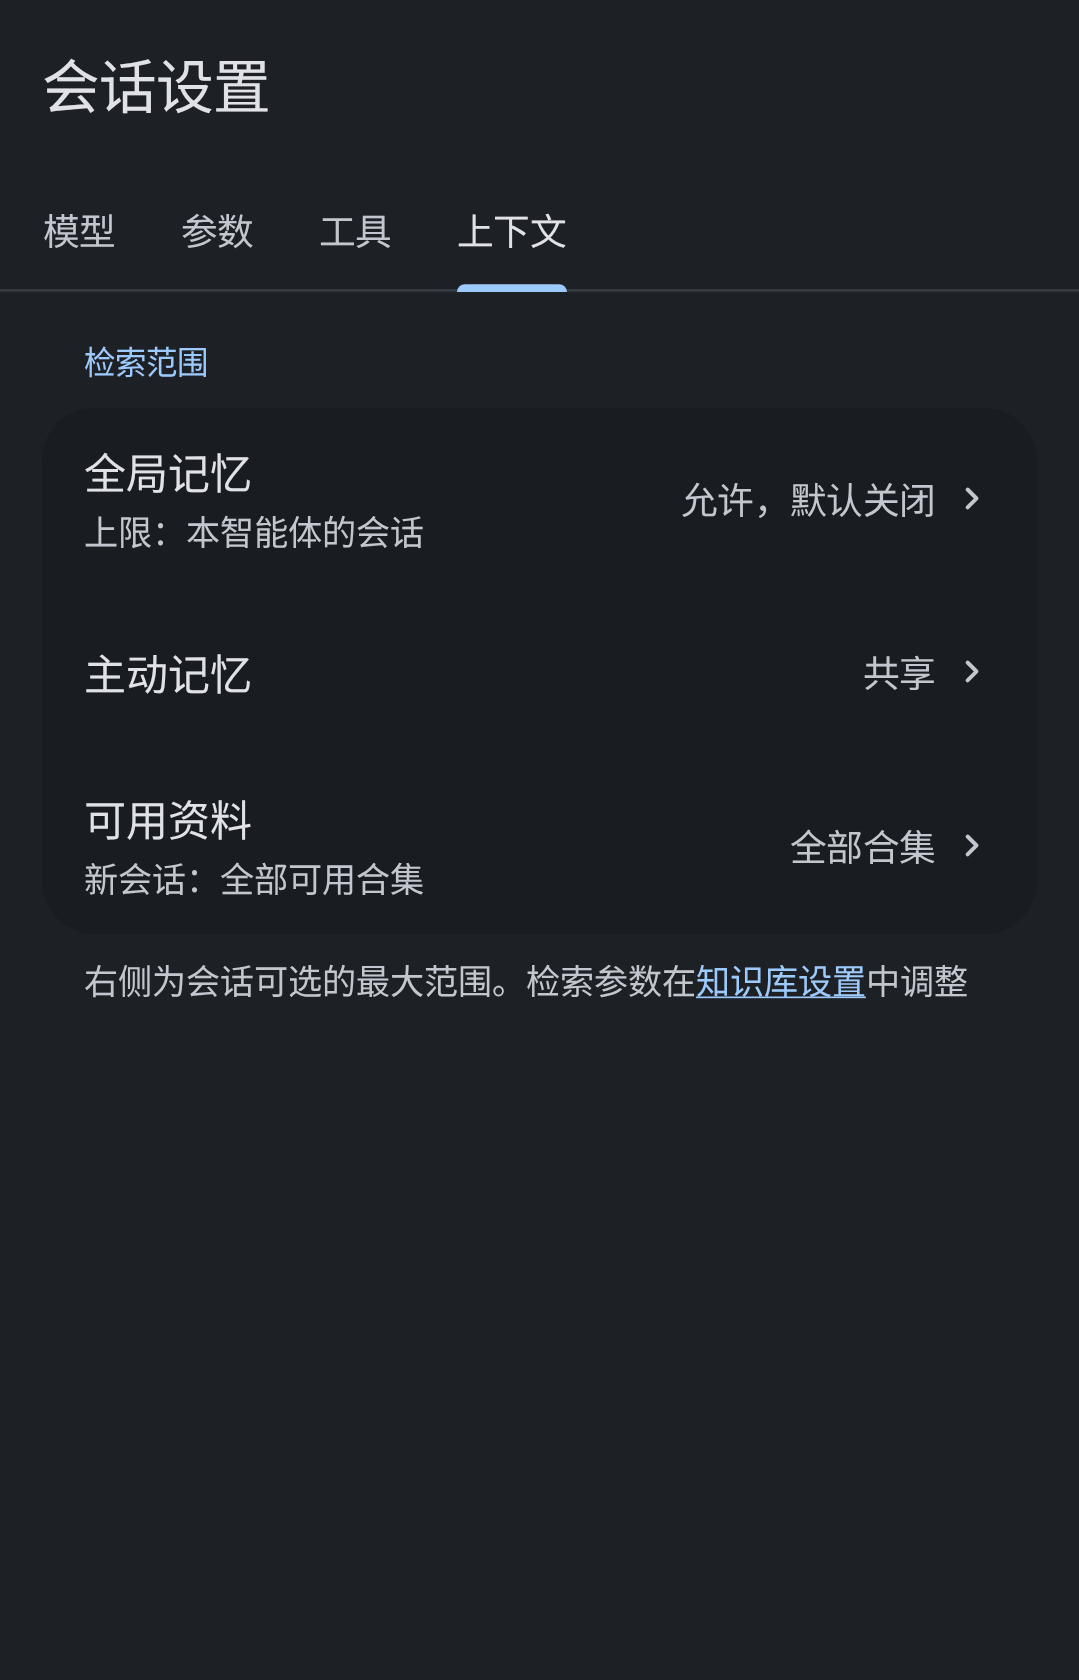 会话设置
模型 参数 工具 上下文
检索范围
全局记忆
上限：本智能体的会话
允许，默认关闭
主动记忆
共享
可用资料
新会话：全部可用合集
全部合集
右侧为会话可选的最大范围。检索参数在知识库设置中调整